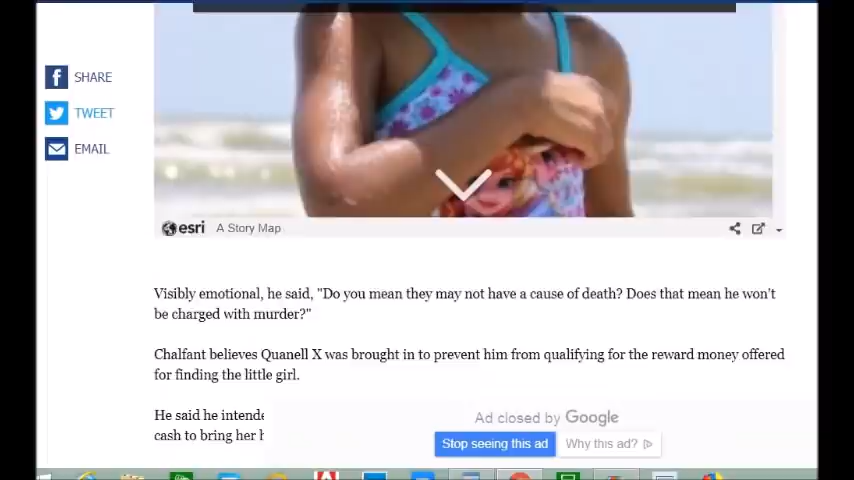 SHARE
TWEET
EMAIL
esri A Story Map
Visibly emotional, he said, "Do you mean they may not have a cause of death? Does that mean he won't
be charged with murder?"
Chalfant believes Quanell X was brought in to prevent him from qualifying for the reward money offered
for finding the little girl.
He said he intende
cash to bring her h
Ad closed by Google
Stop seeing this ad
Why this ad?